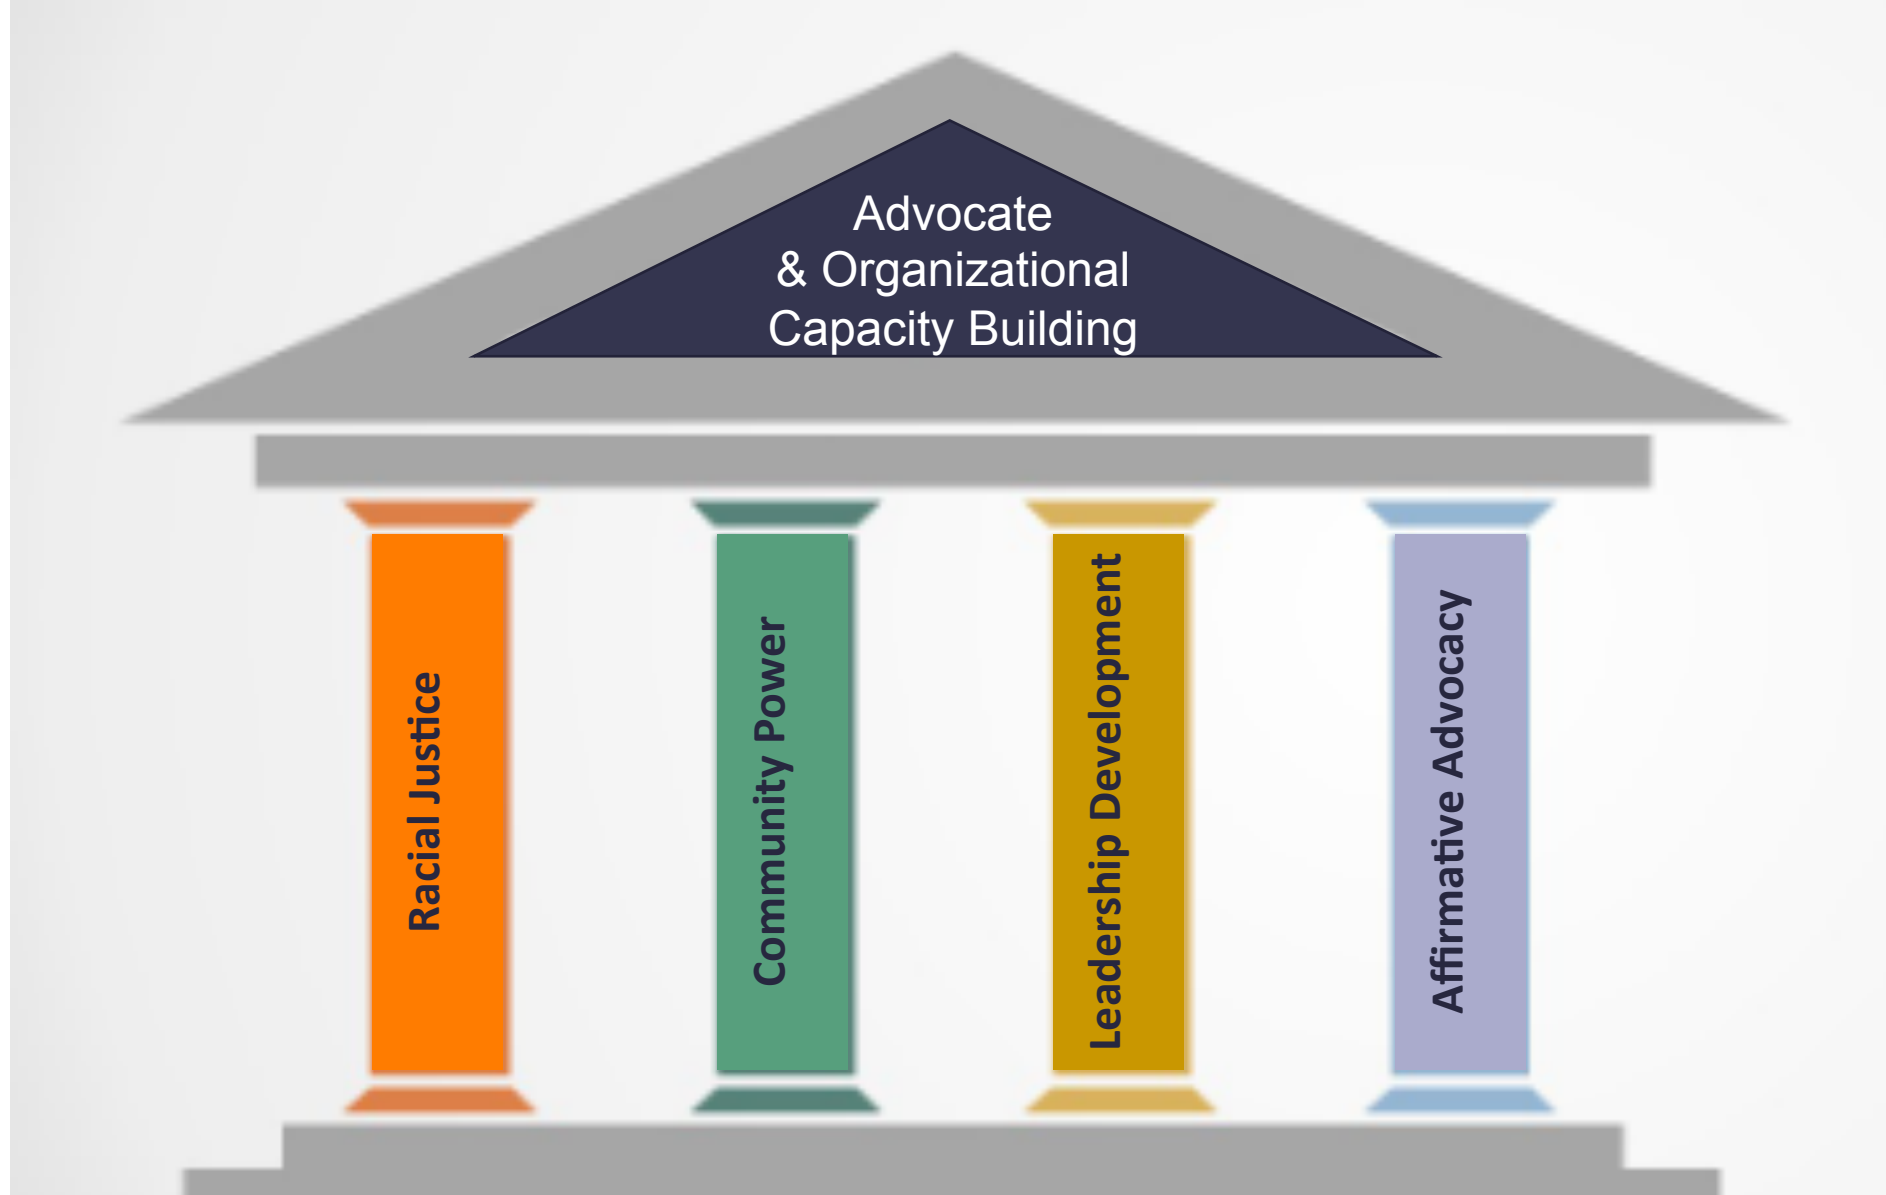 Advocate
& Organizational
Capacity Building
Racial Justice
Community Power
Leadership Development
Affirmative Advocacy